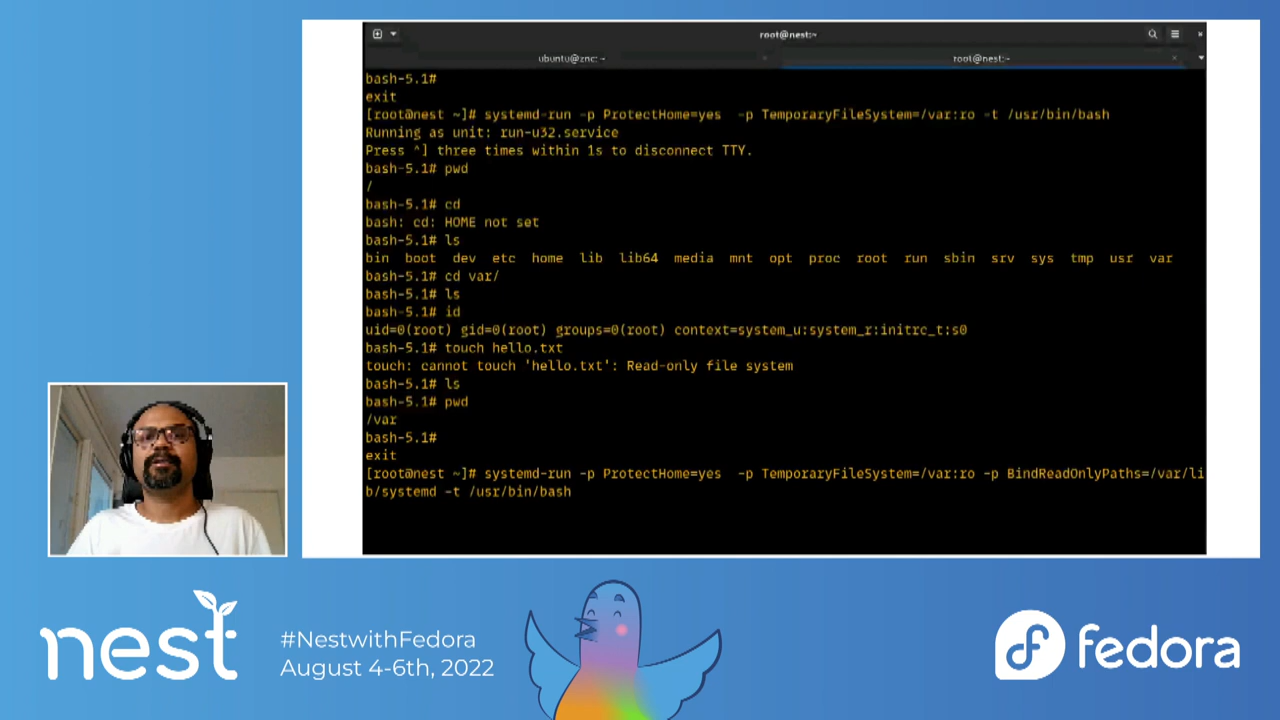 root@nest:~
ubuntu@znc: ~
root@nest:~
bash-5.1#
exit
[root@nest ~]# systemd-run -p ProtectHome=yes  -p TemporaryFileSystem=/var:ro -t /usr/bin/bash
Running as unit: run-u32.service
Press ^] three times within 1s to disconnect TTY.
bash-5.1# pwd
/
bash-5.1# cd
bash: cd: HOME not set
bash-5.1# ls
bin  boot  dev  etc  home  lib  lib64  media  mnt  opt  proc  root  run  sbin  srv  sys  tmp  usr  var
bash-5.1# cd var/
bash-5.1# ls
bash-5.1# id
uid=0(root) gid=0(root) groups=0(root) context=system_u:system_r:initrc_t:s0
bash-5.1# touch hello.txt
touch: cannot touch 'hello.txt': Read-only file system
bash-5.1# ls
bash-5.1# pwd
/var
bash-5.1#
exit
[root@nest ~]# systemd-run -p ProtectHome=yes  -p TemporaryFileSystem=/var:ro -p BindReadOnlyPaths=/var/li
b/systemd -t /usr/bin/bash
nest
#NestwithFedora
August 4-6th, 2022
fedora